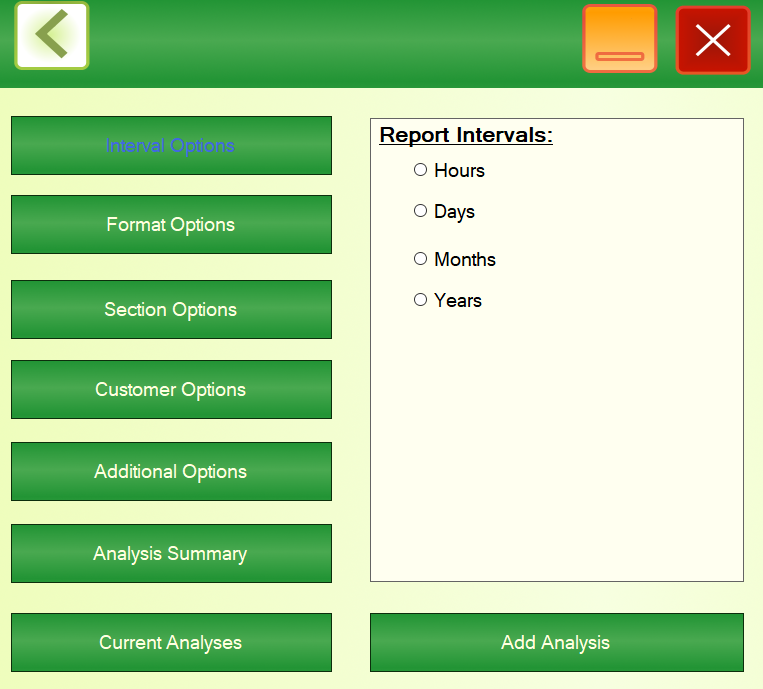 Interval Options
Format Options
Section Options
Customer Options
Additional Options
Analysis Summary
Current Analyses
Report Intervals:
Hours
Days
Months
Years
Add Analysis